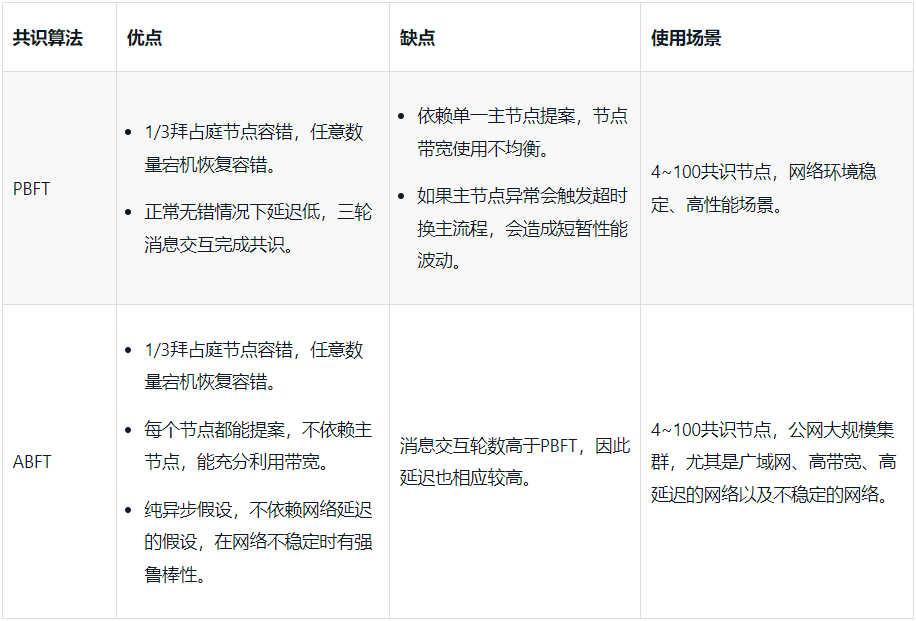 共识算法
优点
缺点
使用场景
PBFT
1/3拜占庭节点容错，任意数
量宕机恢复容错。
正常无错情况下延迟低，三轮
消息交互完成共识。
依赖单一主节点提案，节点
带宽使用不均衡。
如果主节点异常会触发超时
换主流程，会造成短暂性能
波动。
4~100共识节点，网络环境稳
定、高性能场景。
ABFT
1/3拜占庭节点容错，任意数
量宕机恢复容错。
每个节点都能提案，不依赖主
节点，能充分利用带宽。
纯异步假设，不依赖网络延迟
的假设，在网络不稳定时有强
鲁棒性。
消息交互轮数高于PBFT，因此
延迟也相应较高。
4~100共识节点，公网大规模集
群，尤其是广域网、高带宽、高
延迟的网络以及不稳定的网络。